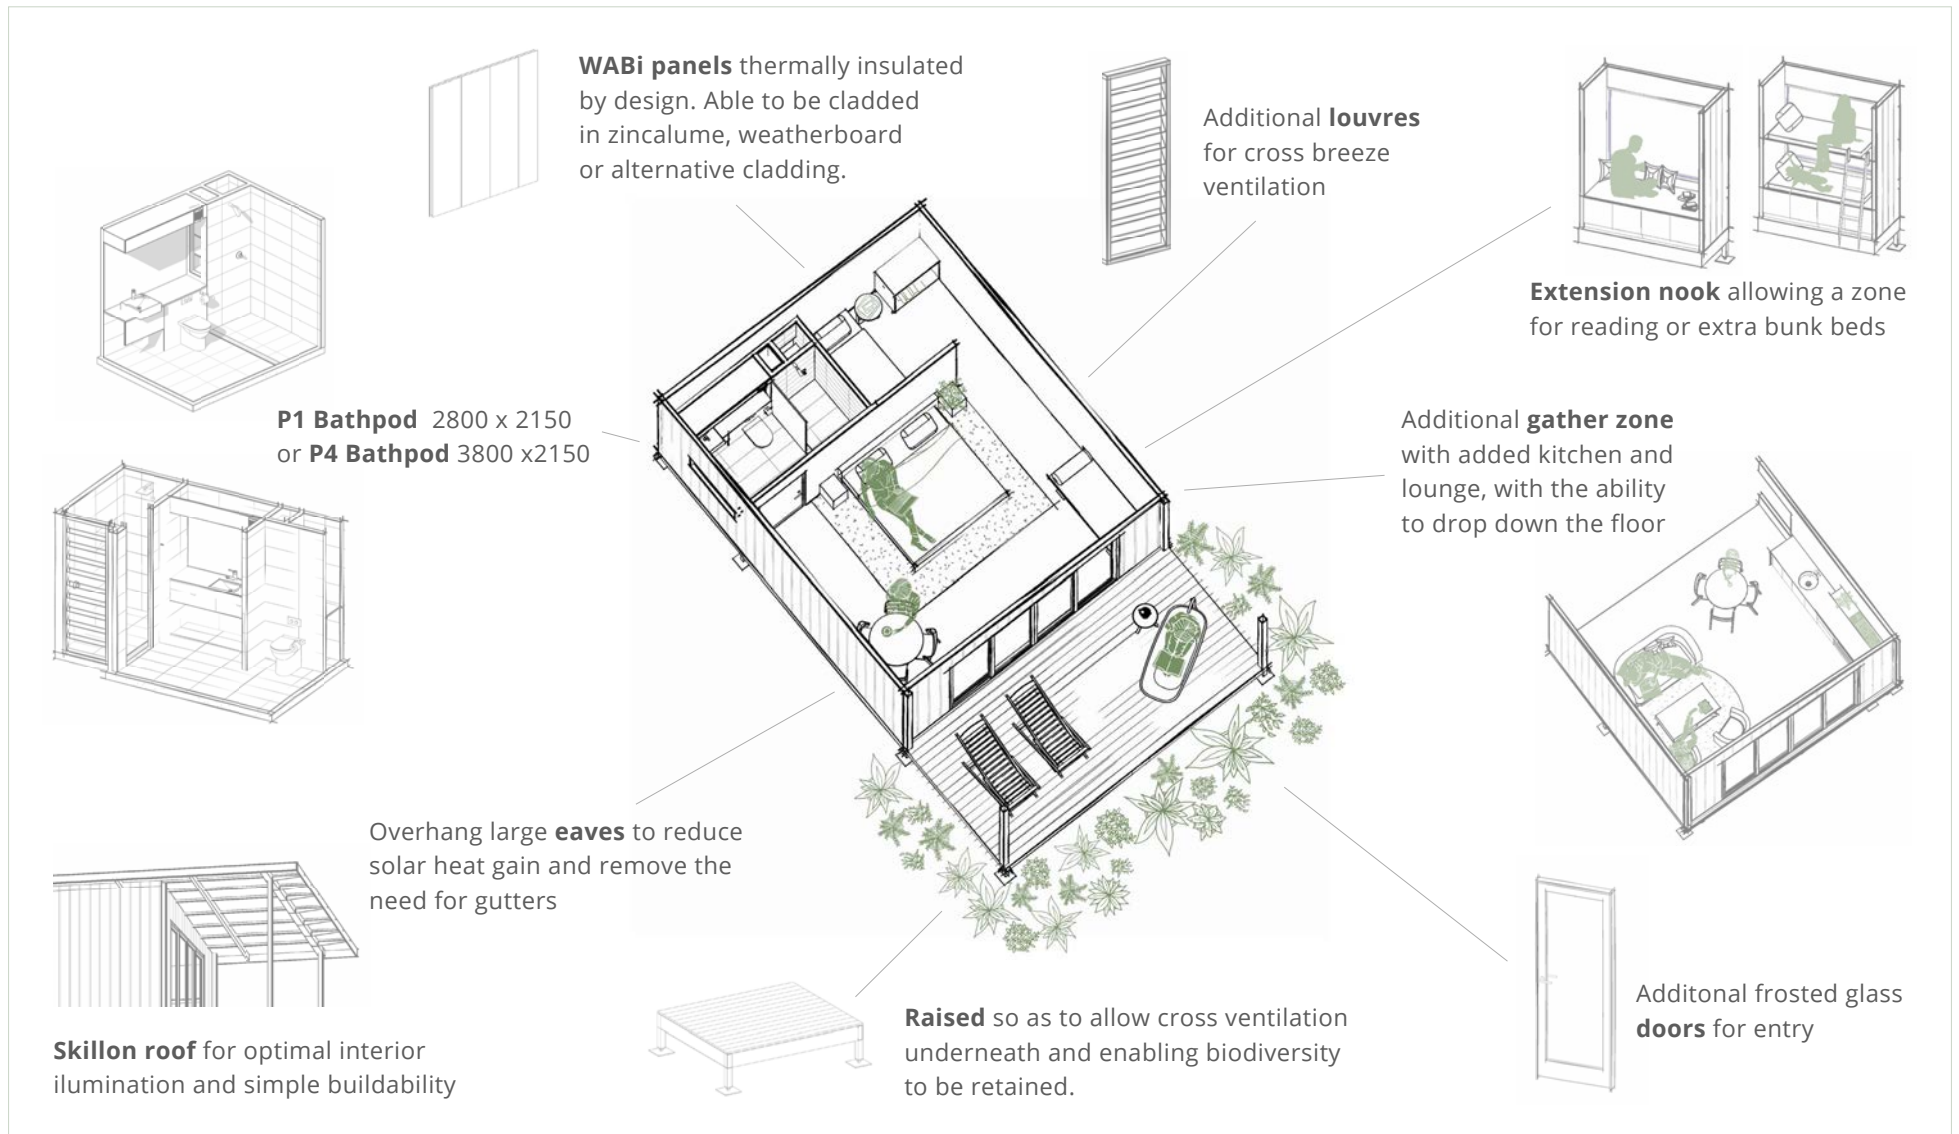 WABi panels thermally insulated
by design. Able to be cladded
in zincalume, weatherboard
or alternative cladding.
Additional louvres
for cross breeze
ventilation
Extension nook allowing a zone
for reading or extra bunk beds
P1 Bathpod 2800 x 2150
or P4 Bathpod 3800 x2150
Additional gather zone
with added kitchen and
lounge, with the ability
to drop down the floor
Overhang large eaves to reduce
solar heat gain and remove the
need for gutters
Skillon roof for optimal interior
ilumination and simple buildability
Raised so as to allow cross ventilation
underneath and enabling biodiversity
to be retained.
Additonal frosted glass
doors for entry